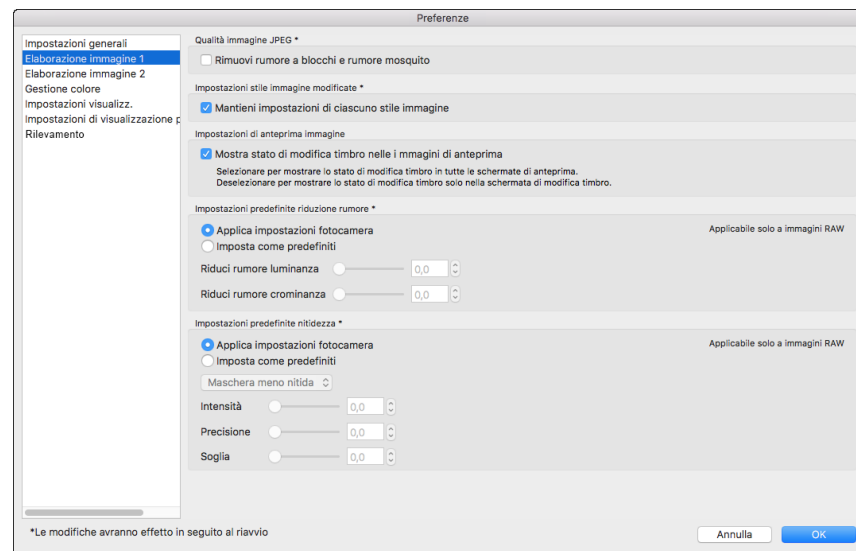 Preferenze
Impostazioni generali
Elaborazione immagine 1
Elaborazione immagine 2
Gestione colore
Impostazioni visualizz.
Impostazioni di visualizzazione p
Rilevamento
Qualità immagine JPEG *
Rimuovi rumore a blocchi e rumore mosquito
Impostazioni stile immagine modificate *
Mantieni impostazioni di ciascuno stile immagine
Impostazioni di anteprima immagine
Mostra stato di modifica timbro nelle i mmagini di anteprima
Selezionare per mostrare lo stato di modifica timbro in tutte le schermate di anteprima.
Deselezionare per mostrare lo stato di modifica timbro solo nella schermata di modifica timbro.
Impostazioni predefinite riduzione rumore *
Applica impostazioni fotocamera
Applicabile solo a immagini RAW
Imposta come predefiniti
Riduci rumore luminanza 0,0
Riduci rumore crominanza 0,0
Impostazioni predefinite nitidezza *
Applica impostazioni fotocamera
Applicabile solo a immagini RAW
Imposta come predefiniti
Maschera meno nitida
Intensità 0,0
Precisione 0,0
Soglia 0,0
*Le modifiche avranno effetto in seguito al riavvio
Annulla
OK